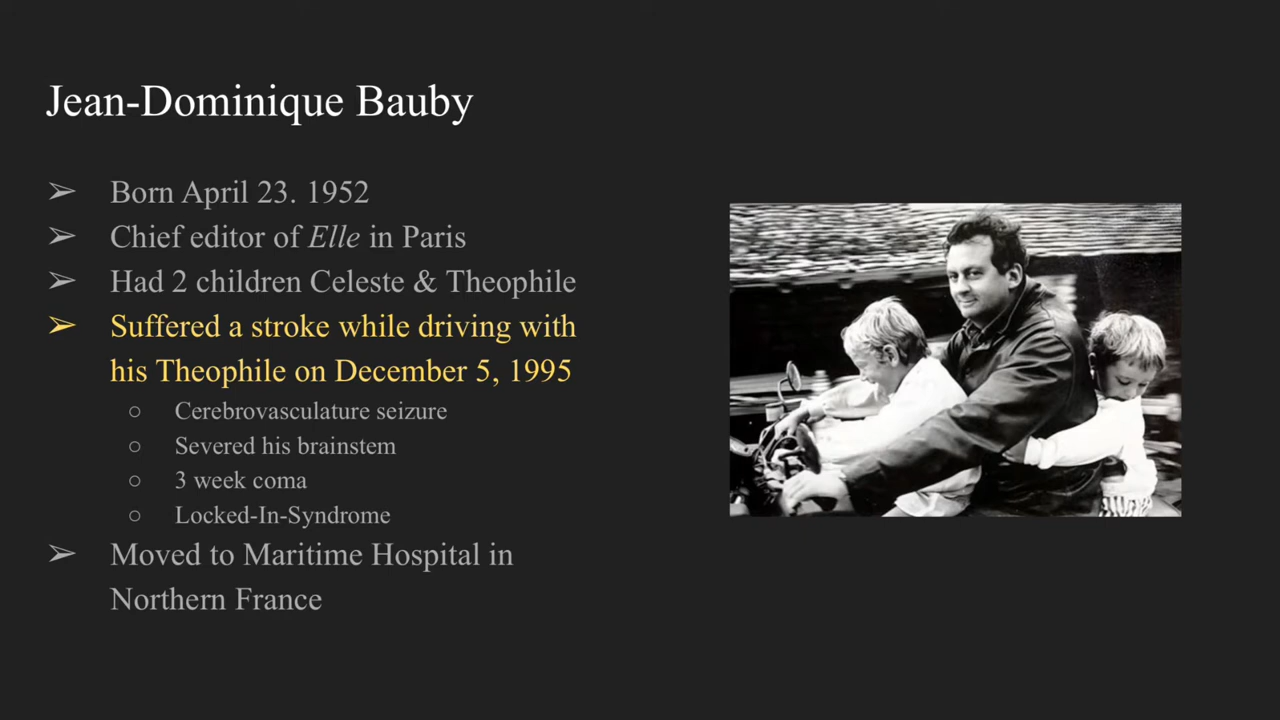 Jean-Dominique Bauby
➢ Born April 23. 1952
➢ Chief editor of Elle in Paris
➢ Had 2 children Celeste & Theophile
➢ Suffered a stroke while driving with
his Theophile on December 5, 1995
○ Cerebrovasculature seizure
○ Severed his brainstem
○ 3 week coma
○ Locked-In-Syndrome
➢ Moved to Maritime Hospital in
Northern France